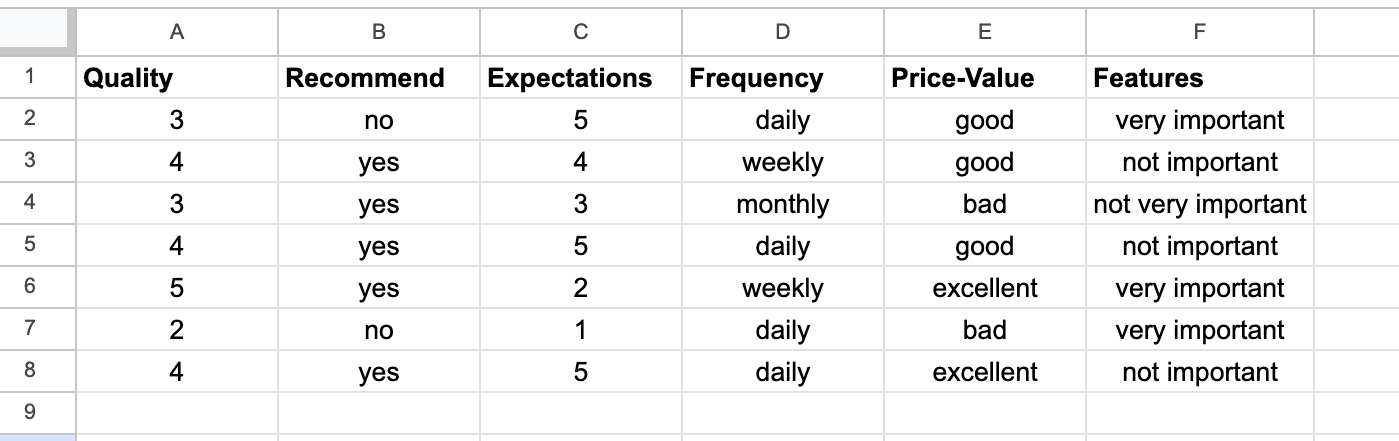 A B C D E F
1 Quality Recommend Expectations Frequency Price-Value Features
2 3 no 5 daily good very important
3 4 yes 4 weekly good not important
4 3 yes 3 monthly bad not very important
5 4 yes 5 daily good not important
6 5 yes 2 weekly excellent very important
7 2 no 1 daily bad very important
8 4 yes 5 daily excellent not important
9